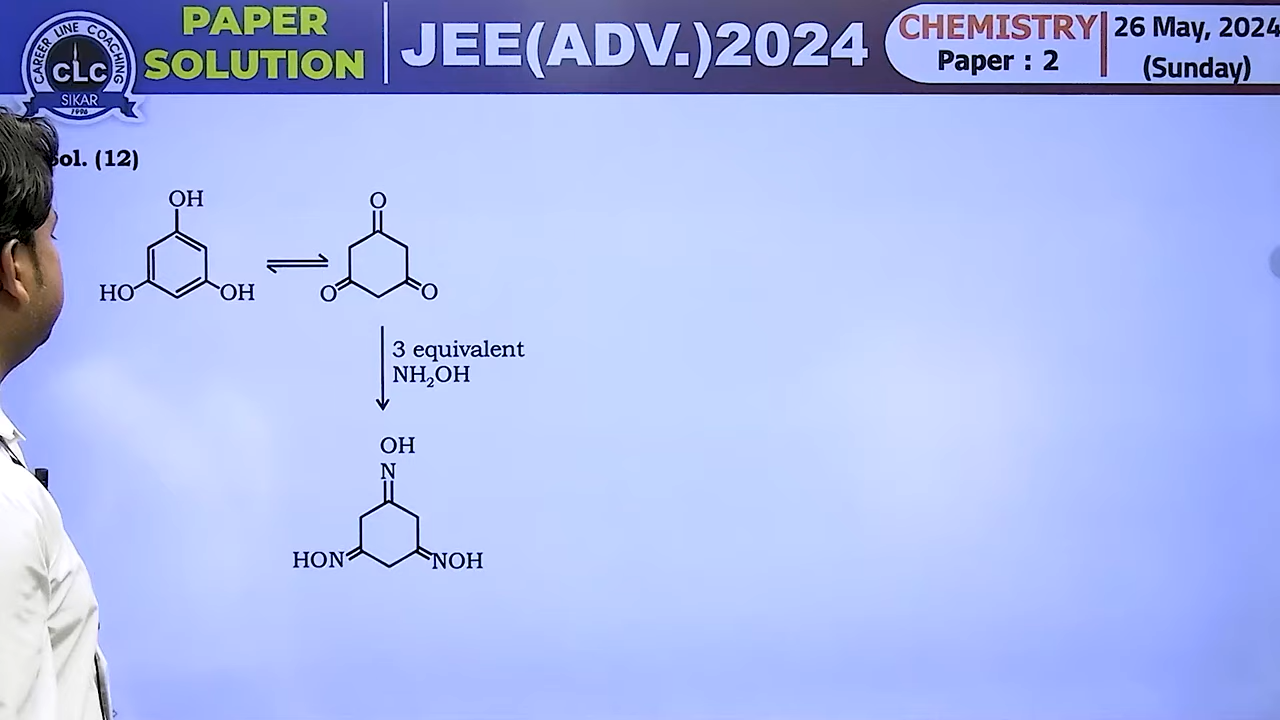 CAREER LINE COACHING
CLC
SIKAR
1996
PAPER
SOLUTION
JEE(ADV.)2024
CHEMISTRY
Paper : 2
26 May, 2024
(Sunday)
Sol. (12)
OH
HO
OH
O
O
O
3 equivalent
NH₂OH
OH
N
HON
NOH